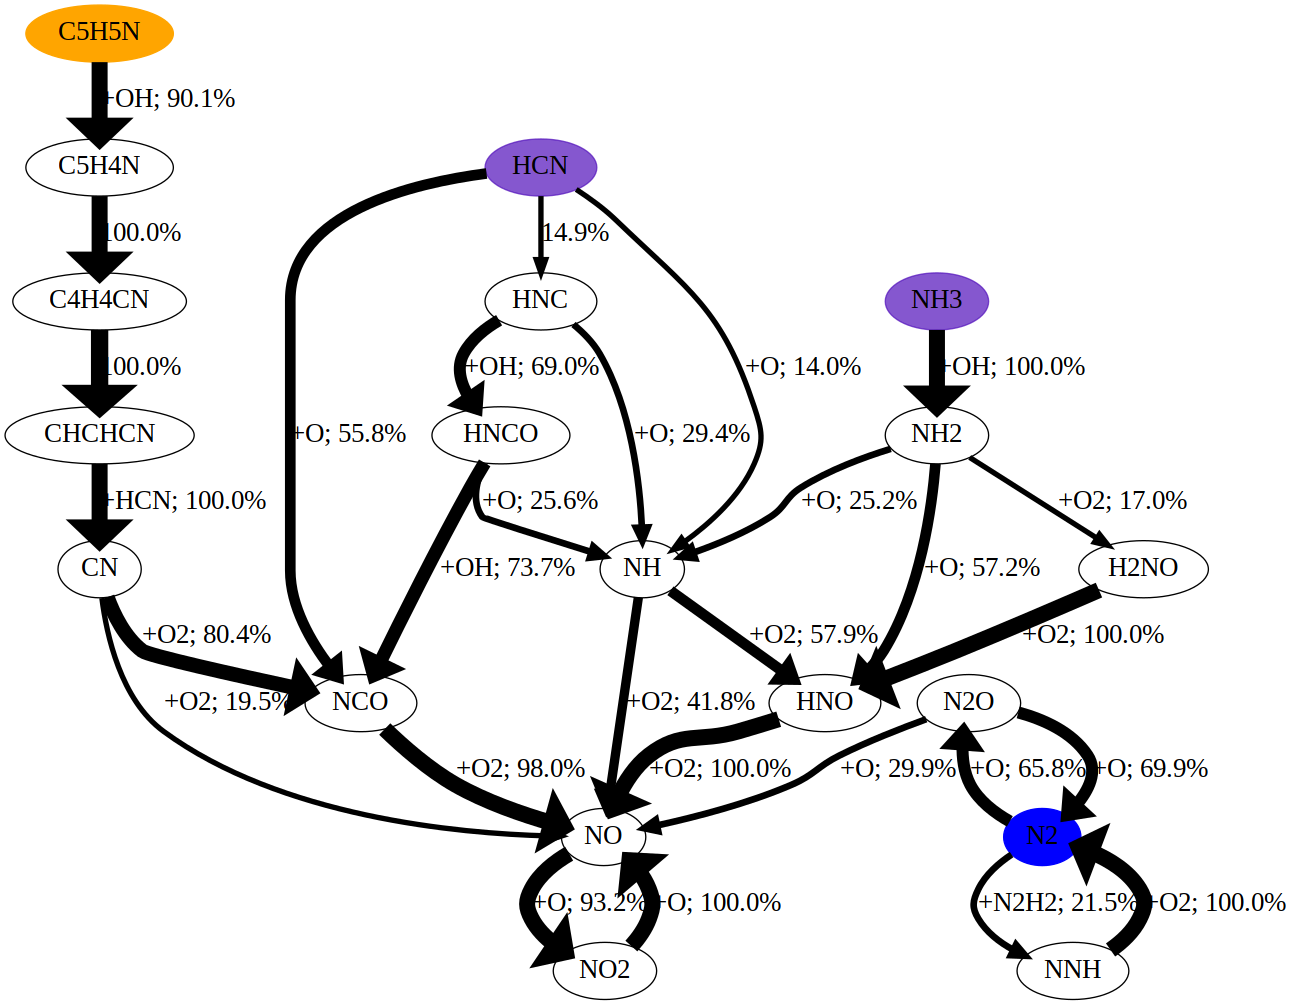 C5H5N
+OH; 90.1%
C5H4N
HCN
100.0%
14.9%
C4H4CN
HNC
NH3
100.0%
+OH; 69.0%
+O; 14.0%
+OH; 100.0%
CHCHCN
+O; 55.8%
HNCO
+O; 29.4%
NH2
+HCN; 100.0%
+O; 25.6%
+O; 25.2%
+O2; 17.0%
CN
+OH; 73.7%
NH
+O; 57.2%
H2NO
+O2; 80.4%
+O2; 57.9%
+O2; 100.0%
+O2; 19.5%
NCO
+O2; 41.8%
HNO
N2O
+O2; 98.0%
+O2; 100.0%
+O; 29.9%
+O; 65.8%
+O; 69.9%
NO
N2
+O; 93.2%
+O; 100.0%
+N2H2; 21.5%
+O2; 100.0%
NO2
NNH